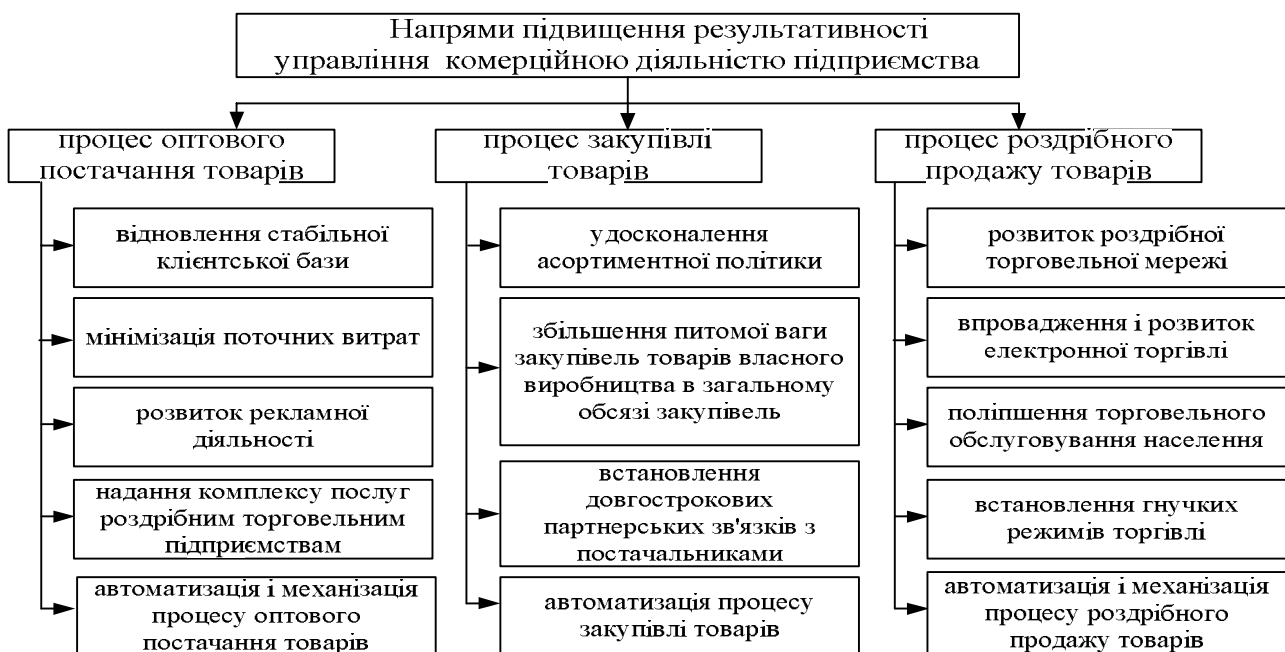 Напрями підвищення результативності
управління комерційною діяльністю підприємства
процес оптового
постачання товарів
відновлення стабільної
клієнтської бази
мінімізація поточних витрат
розвиток рекламної
діяльності
надання комплексу послуг
роздрібним торговельним
підприємствам
автоматизація і механізація
процесу оптового
постачання товарів
процес закупівлі
товарів
удосконалення
асортиментної політики
збільшення питомої ваги
закупівель товарів власного
виробництва в загальному
обсязі закупівель
встановлення
довгострокових
партнерських зв'язків з
постачальниками
автоматизація процесу
закупівлі товарів
процес роздрібного
продажу товарів
розвиток роздрібної
торговельної мережі
впровадження і розвиток
електронної торгівлі
поліпшення торговельного
обслуговування населення
встановлення гнучких
режимів торгівлі
автоматизація і механізація
процесу роздрібного
продажу товарів